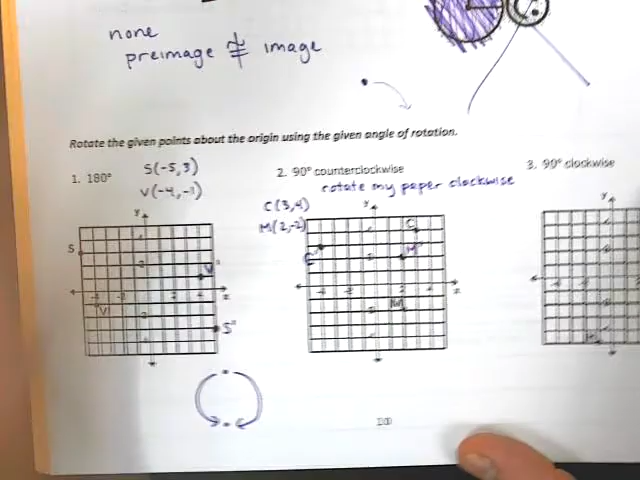 none
preimage ≇ image
Rotate the given points about the origin using the given angle of rotation.
1. 180°
S(-5,3)
V(-4,-1)
2. 90° counterclockwise
rotate my paper clockwise
C(3,4)
M(2,-2)
3. 90° clockwise
y
S
V'
x
V
S'
y
C
C'
M'
x
M
y